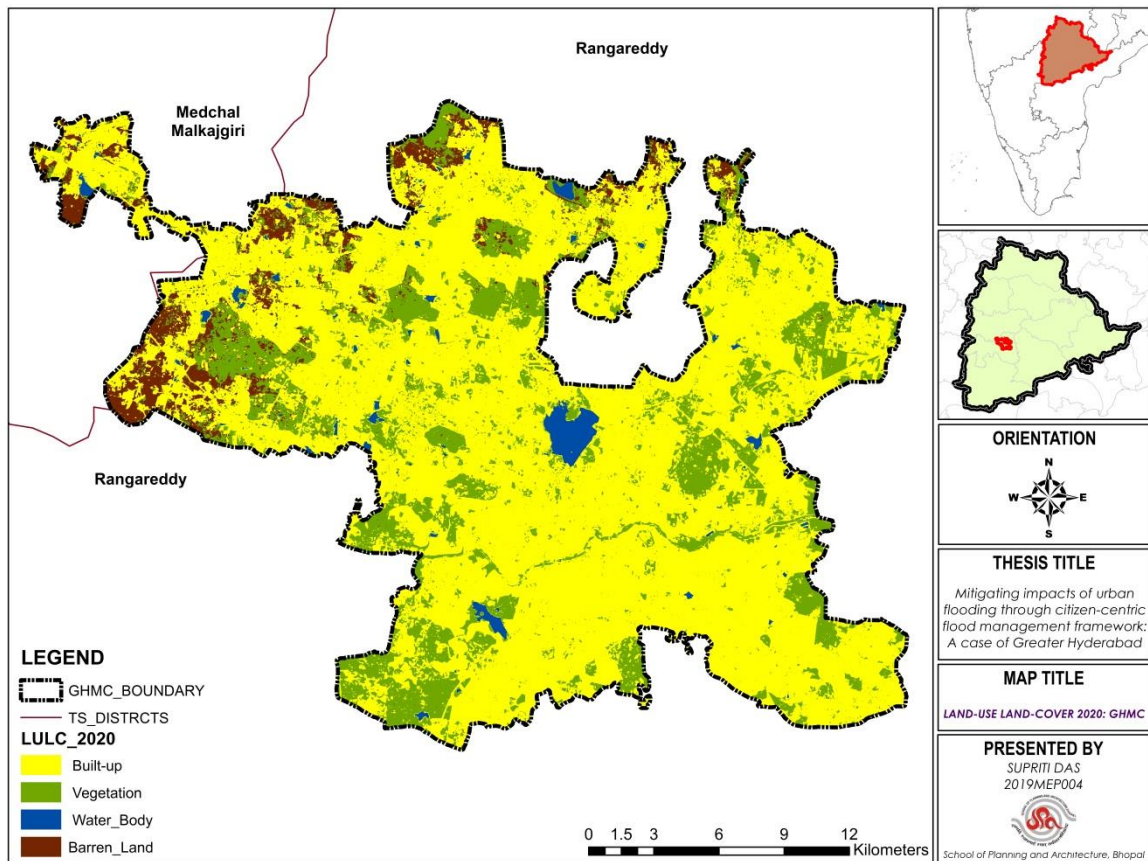 Rangareddy
Medchal
Malkajgiri
Rangareddy
LEGEND
GHMC_BOUNDARY
TS_DISTRCTS
LULC_2020
Built-up
Vegetation
Water_Body
Barren_Land
0 1.5 3 6 9 12
Kilometers
ORIENTATION
N
W E
S
THESIS TITLE
Mitigating impacts of urban
flooding through citizen-centric
flood management framework:
A case of Greater Hyderabad
MAP TITLE
LAND-USE LAND-COVER 2020: GHMC
PRESENTED BY
SUPRITI DAS
2019MEP004
School of Planning and Architecture, Bhopal